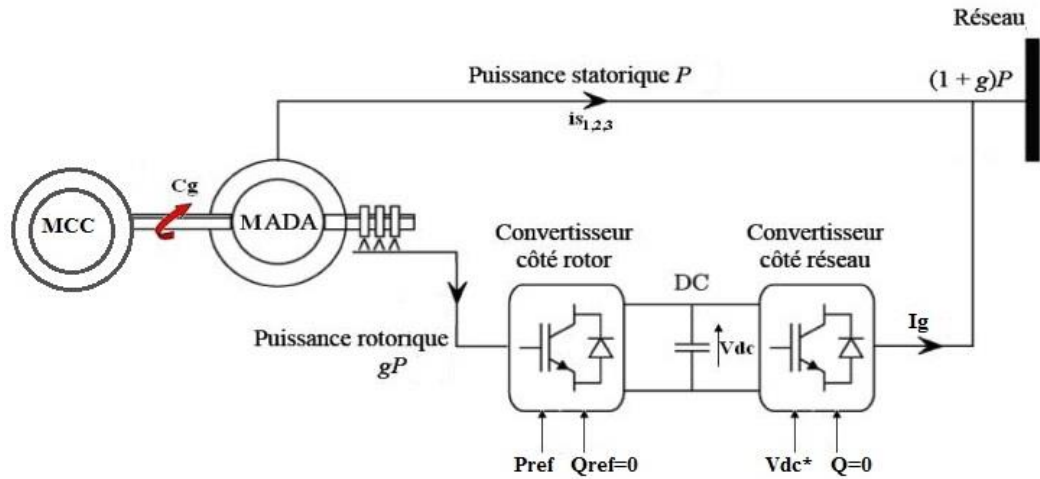 Réseau
Puissance statorique P
(1 + g)P
is1,2,3
Cg
MCC
MADA
Convertisseur
côté rotor
Convertisseur
côté réseau
DC
Puissance rotorique
gP
Vdc
Ig
Pref
Qref=0
Vdc*
Q=0